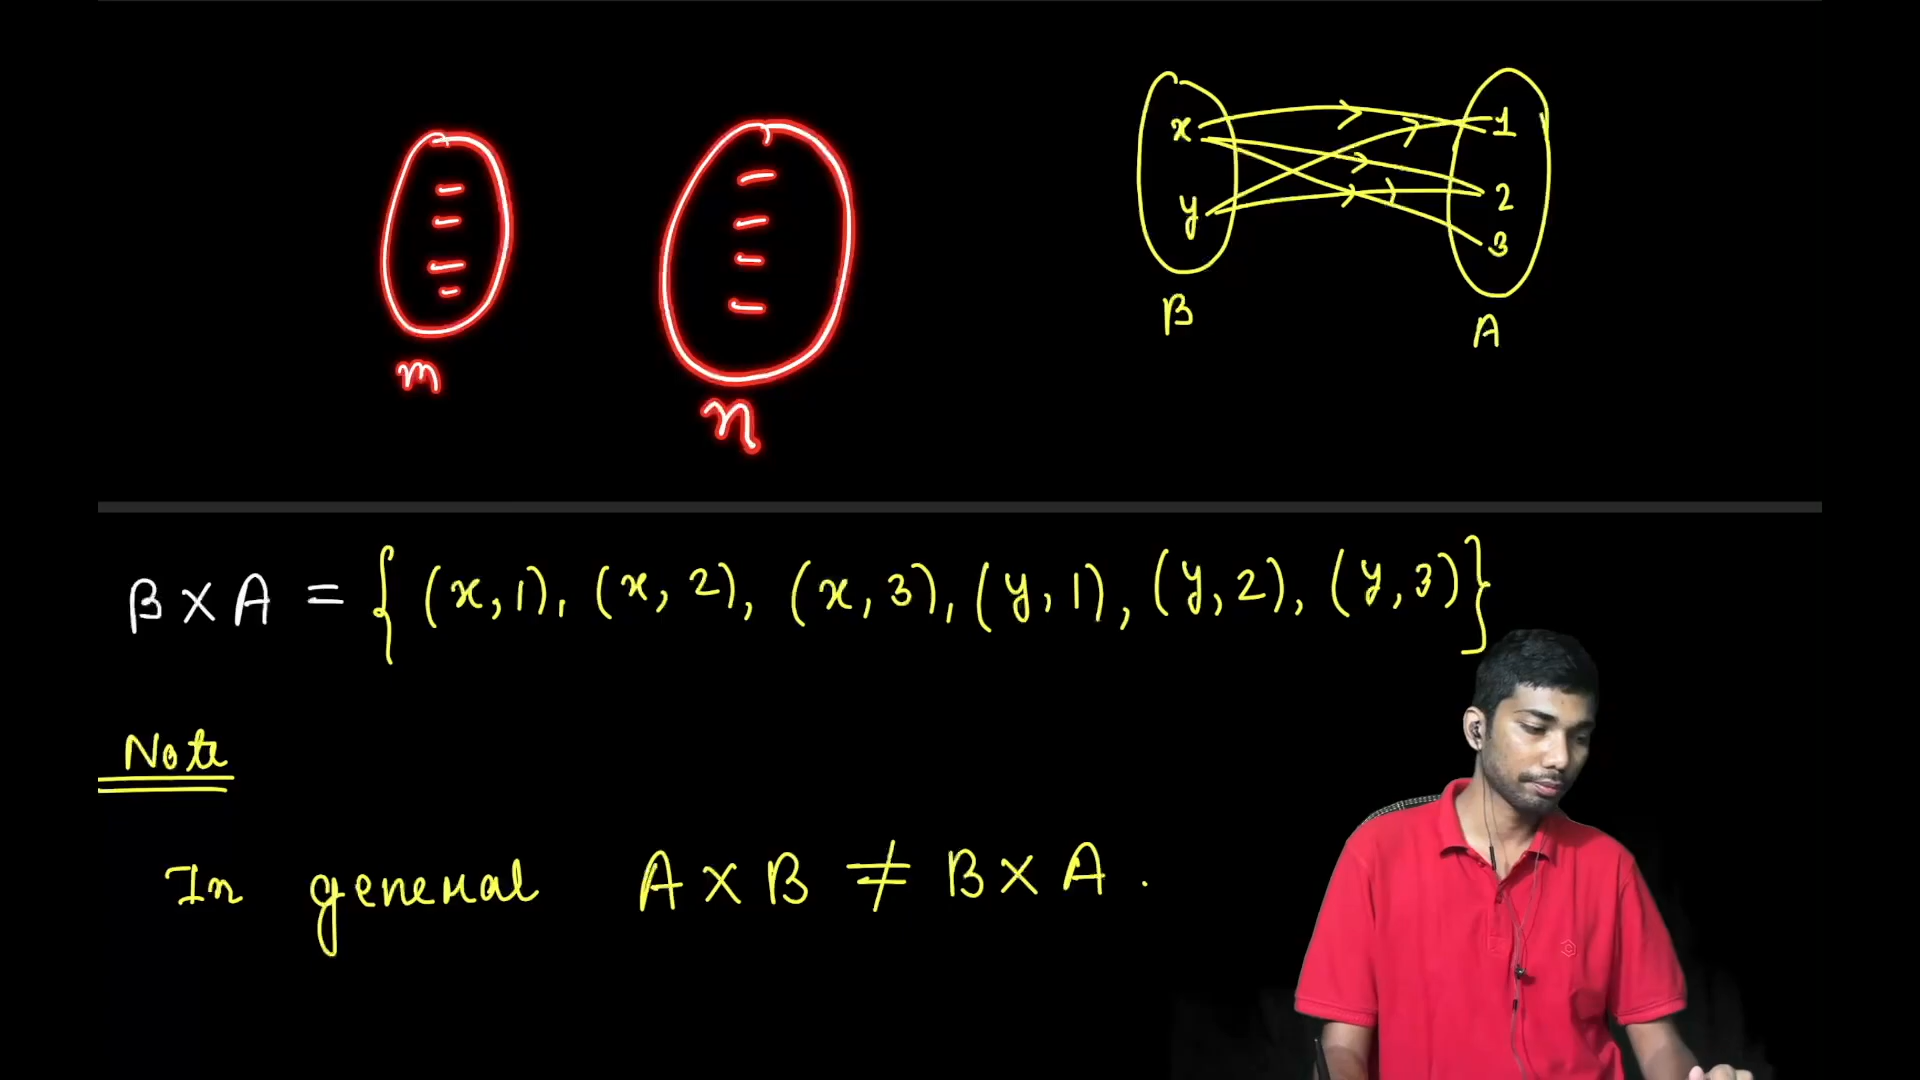 x 1
y 2
3
B A
m
n
B X A = { (x, 1), (x, 2), (x, 3), (y, 1), (y, 2), (y, 3) }
Note
In general A X B ≠ B X A .